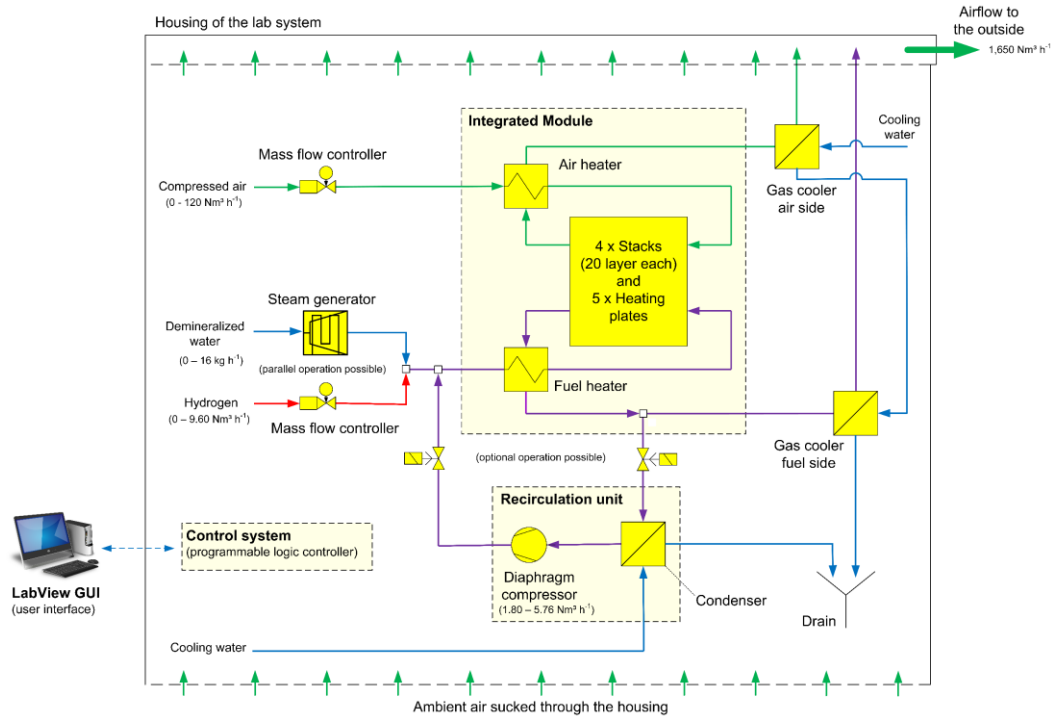 Housing of the lab system
Airflow to
the outside
1,650 Nm³ h⁻¹
Integrated Module
Cooling
water
Mass flow controller
Air heater
Compressed air
(0 - 120 Nm³ h⁻¹)
Gas cooler
air side
4 x Stacks
(20 layer each)
and
5 x Heating
plates
Steam generator
Demineralized
water
(0 – 16 kg h⁻¹)
(parallel operation possible)
Fuel heater
Hydrogen
(0 – 9.60 Nm³ h⁻¹)
Mass flow controller
Gas cooler
fuel side
(optional operation possible)
Recirculation unit
Control system
(programmable logic controller)
LabView GUI
(user interface)
Diaphragm
compressor
(1.80 – 5.76 Nm³ h⁻¹)
Condenser
Drain
Cooling water
Ambient air sucked through the housing